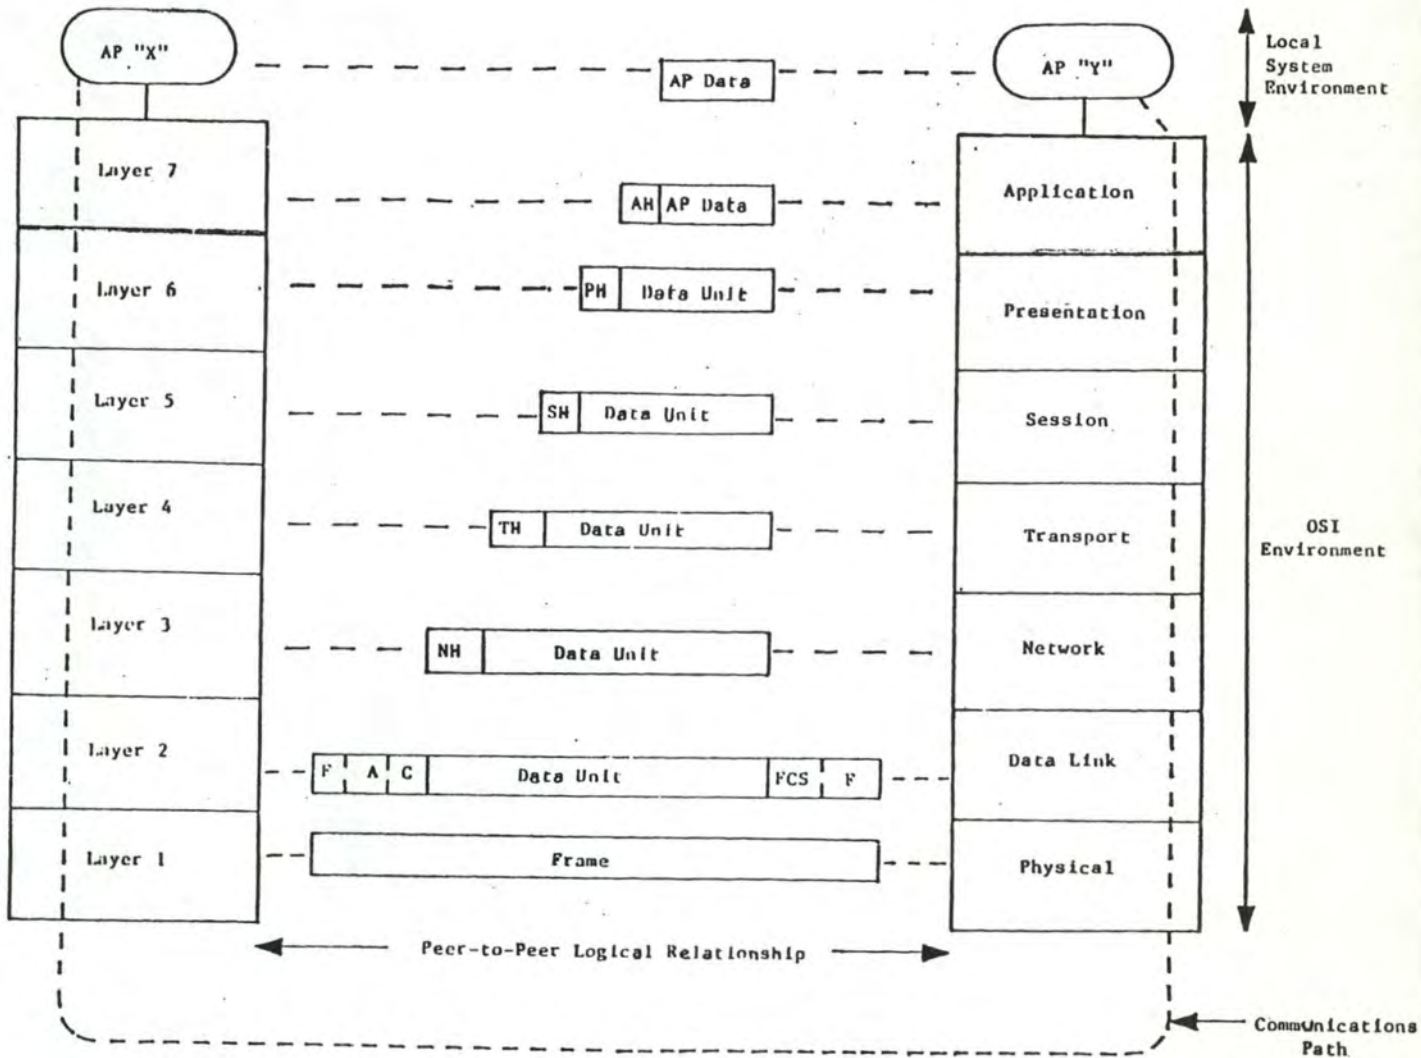 AP "X"
AP Data
AP "Y"
Local
System
Environment
Layer 7
AH AP Data
Application
Layer 6
PH Data Unit
Presentation
Layer 5
SH Data Unit
Session
Layer 4
TH Data Unit
Transport
OSI
Environment
Layer 3
NH Data Unit
Network
Layer 2
F A C Data Unit FCS F
Data Link
Layer 1
Frame
Physical
Peer-to-Peer Logical Relationship
Communications
Path